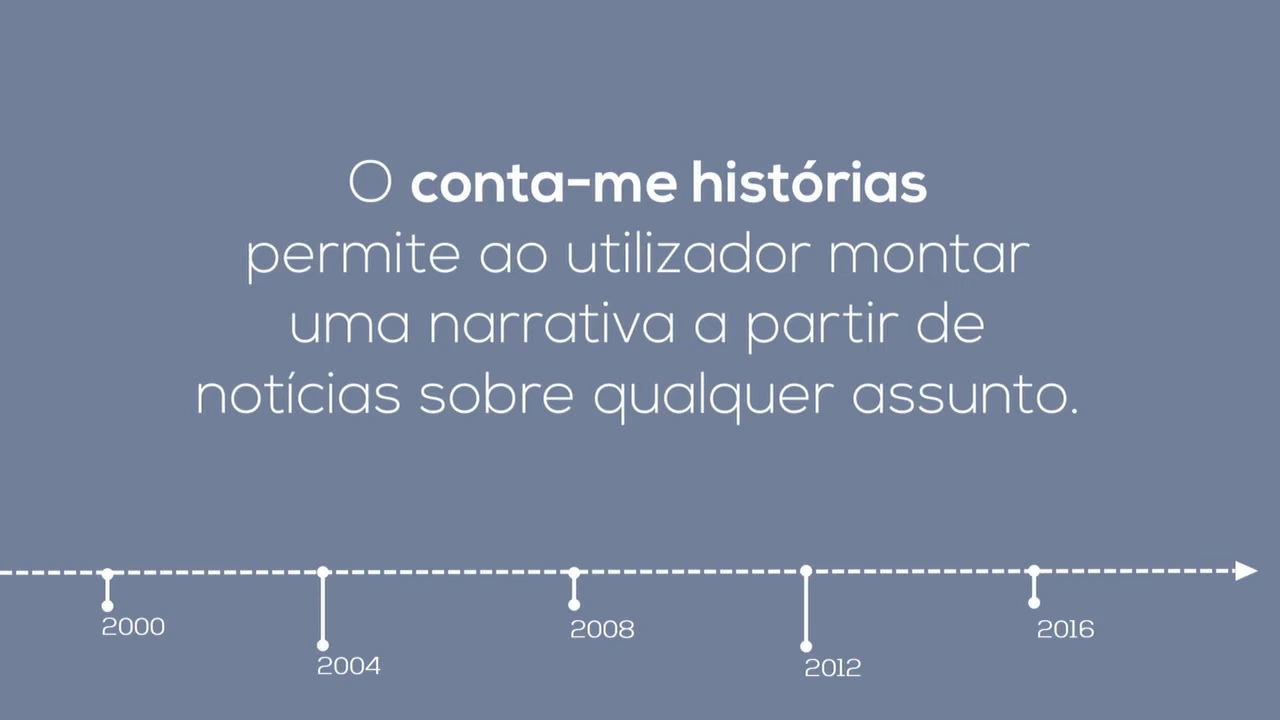 O conta-me histórias
permite ao utilizador montar
uma narrativa a partir de
notícias sobre qualquer assunto.
2000
2004
2008
2012
2016